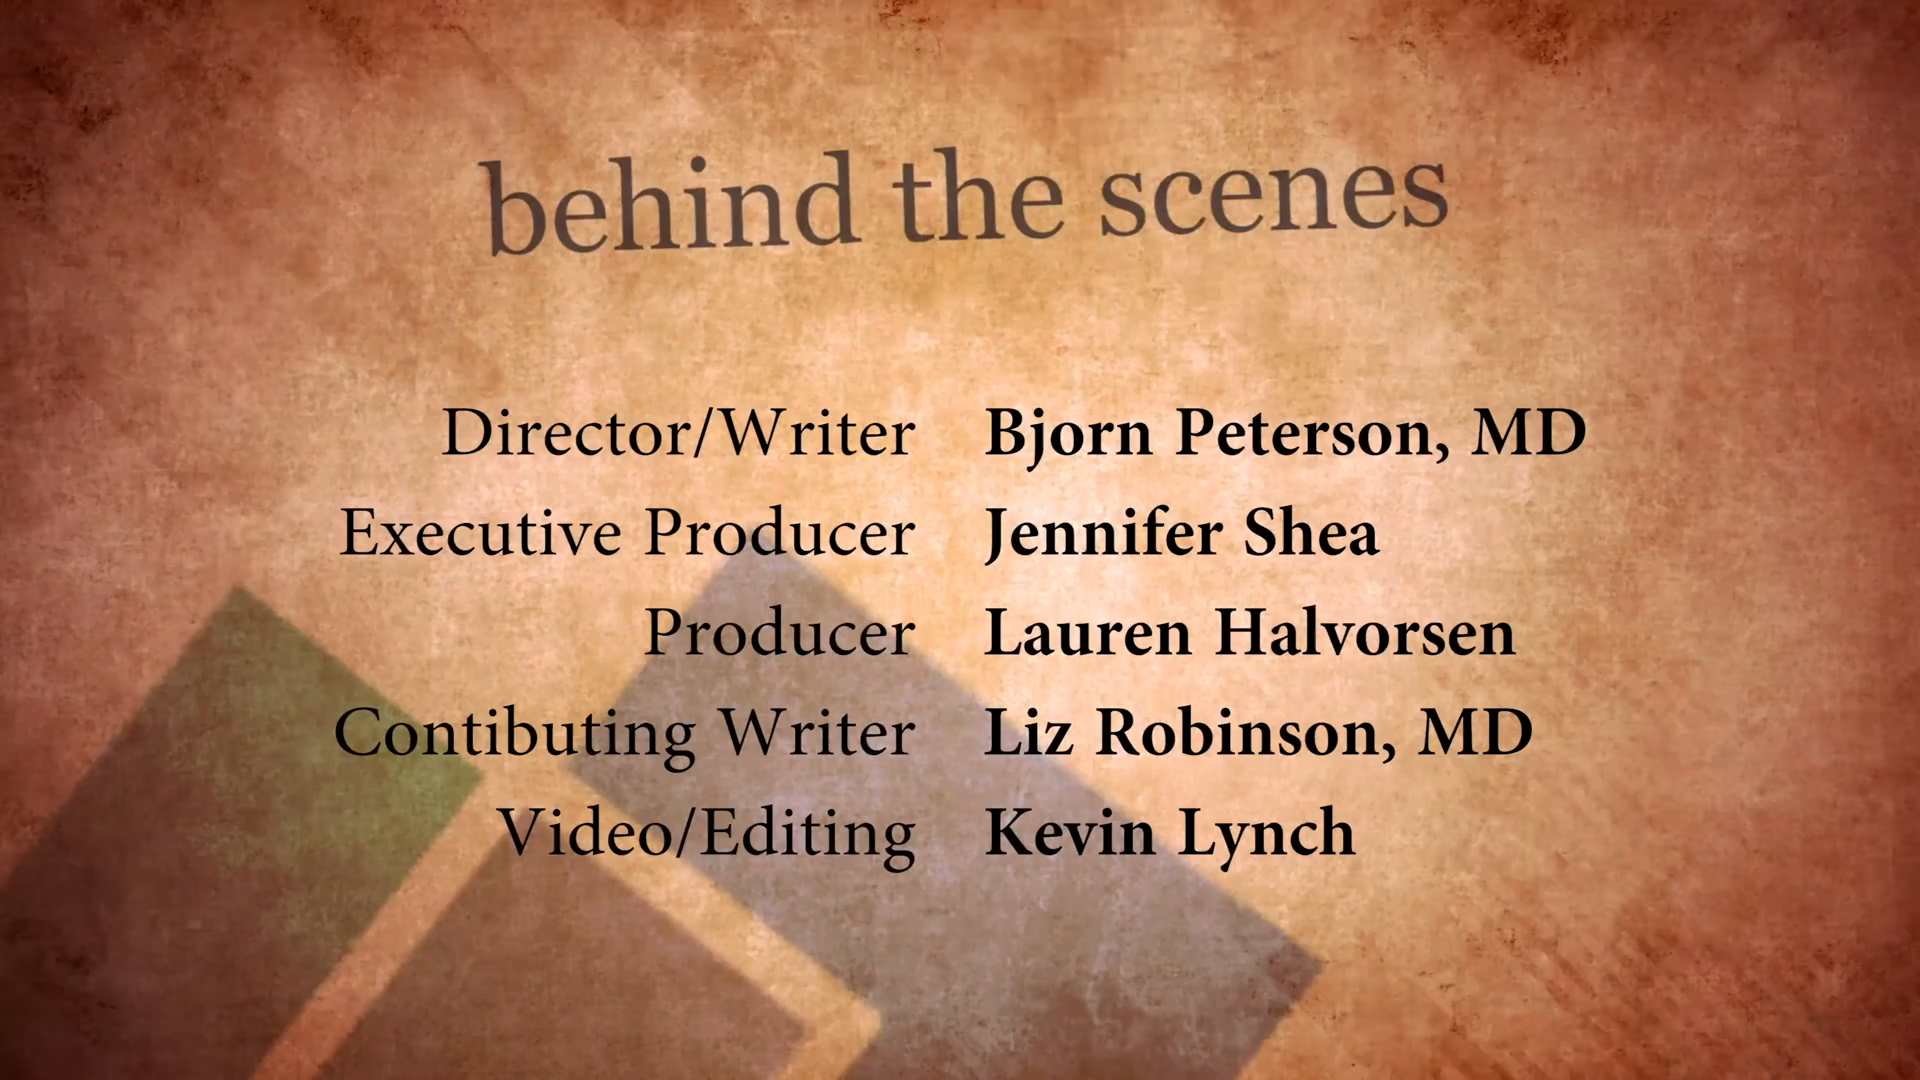 behind the scenes
Director/Writer Bjorn Peterson, MD
Executive Producer Jennifer Shea
Producer Lauren Halvorsen
Contibuting Writer Liz Robinson, MD
Video/Editing Kevin Lynch